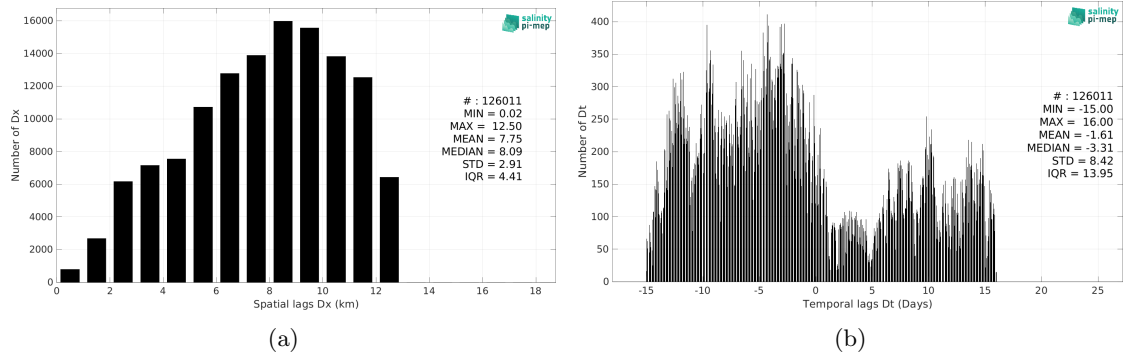 16000
14000
12000
10000
8000
6000
4000
2000
0
Number of Dx
0 2 4 6 8 10 12 14 16 18
Spatial lags Dx (km)
salinity
pi-mep
# : 126011
MIN = 0.02
MAX = 12.50
MEAN = 7.75
MEDIAN = 8.09
STD = 2.91
IQR = 4.41
(a)
400
350
300
250
200
150
100
50
0
Number of Dt
-15 -10 -5 0 5 10 15 20 25
Temporal lags Dt (Days)
salinity
pi-mep
# : 126011
MIN = -15.00
MAX = 16.00
MEAN = -1.61
MEDIAN = -3.31
STD = 8.42
IQR = 13.95
(b)